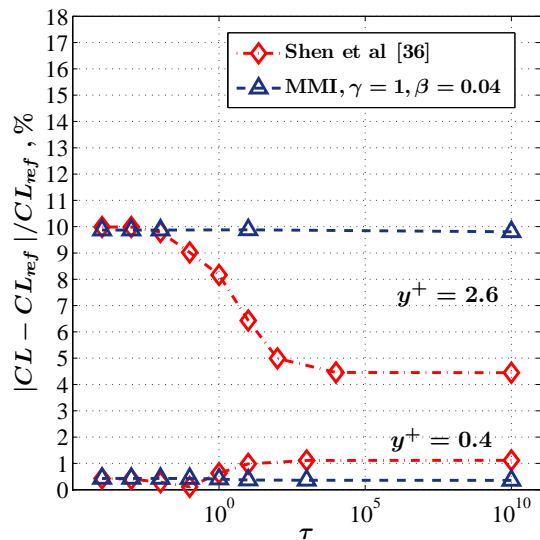 18
17
16
15
14
13
12
11
10
9
8
7
6
5
4
3
2
1
0
|CL − CL_ref|/CL_ref , %
Shen et al [36]
MMI, γ = 1, β = 0.04
y⁺ = 2.6
y⁺ = 0.4
10⁰ 10⁵ 10¹⁰
τ